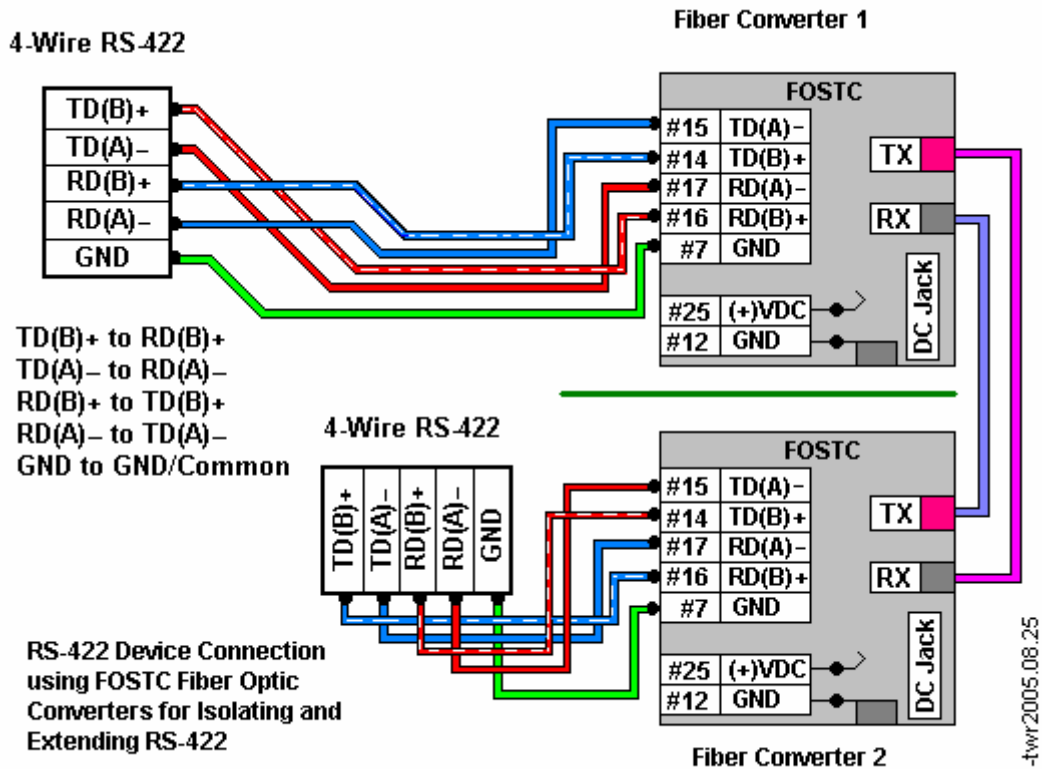 Fiber Converter 1
4-Wire RS-422
TD(B)+
TD(A)–
RD(B)+
RD(A)–
GND
FOSTC
#15 TD(A)–
#14 TD(B)+
#17 RD(A)–
#16 RD(B)+
#7 GND
#25 (+)VDC
#12 GND
TX
RX
DC Jack
TD(B)+ to RD(B)+
TD(A)– to RD(A)–
RD(B)+ to TD(B)+
RD(A)– to TD(A)–
GND to GND/Common
4-Wire RS-422
TD(B)+
TD(A)–
RD(B)+
RD(A)–
GND
FOSTC
#15 TD(A)–
#14 TD(B)+
#17 RD(A)–
#16 RD(B)+
#7 GND
#25 (+)VDC
#12 GND
TX
RX
DC Jack
RS-422 Device Connection
using FOSTC Fiber Optic
Converters for Isolating and
Extending RS-422
Fiber Converter 2
-twr2005.08.25